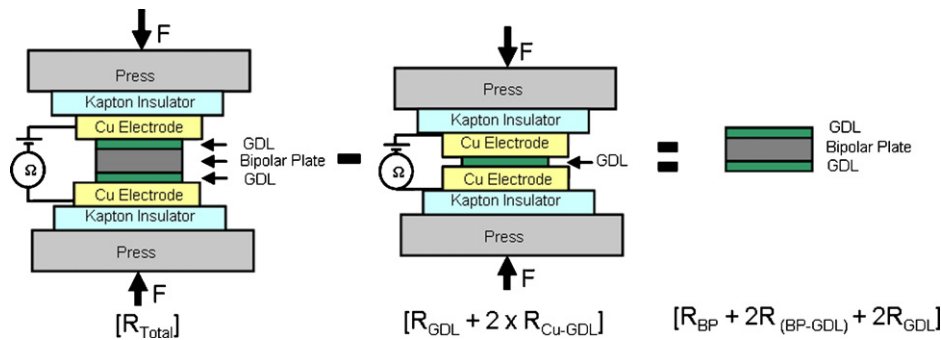 F
Press
Kapton Insulator
Cu Electrode
GDL
Bipolar Plate
GDL
Ω
Cu Electrode
Kapton Insulator
Press
F
[R_Total]
-
F
Press
Kapton Insulator
Cu Electrode
GDL
Ω
Cu Electrode
Kapton Insulator
Press
F
[R_GDL + 2 x R_Cu-GDL]
=
GDL
Bipolar Plate
GDL
[R_BP + 2R_(BP-GDL) + 2R_GDL]